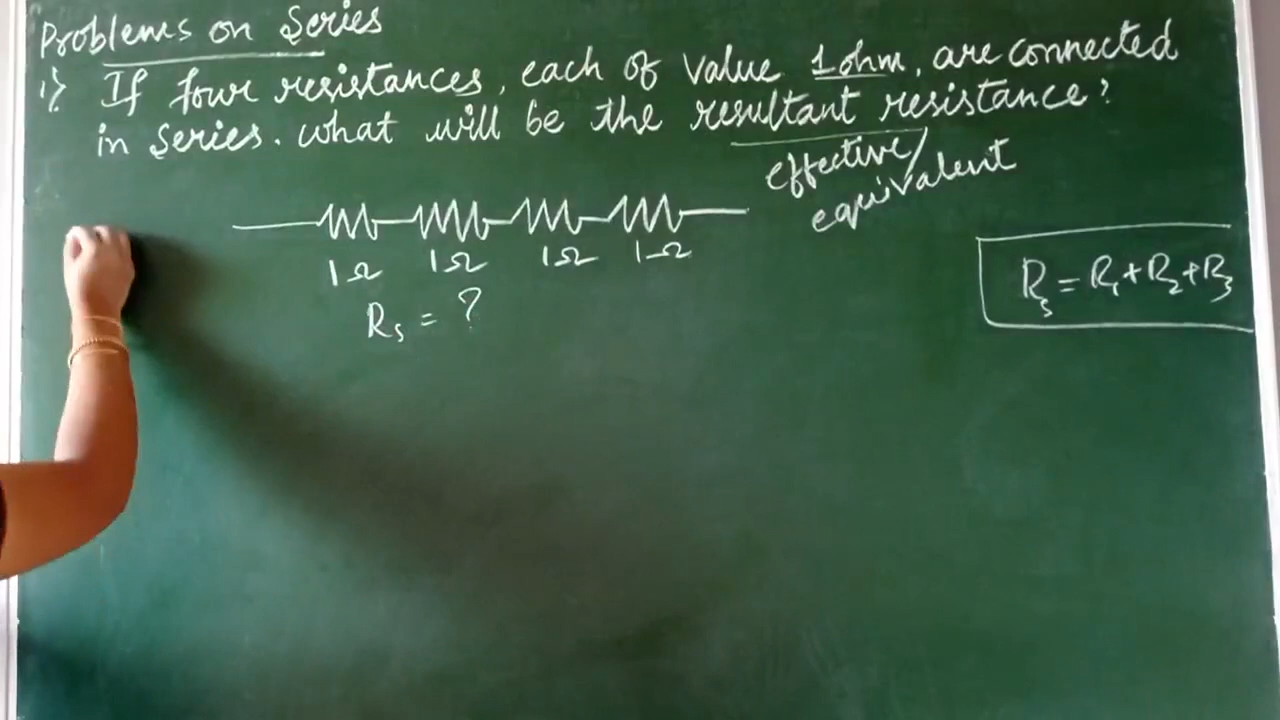 Problems on Series
1) If four resistances, each of value 1 ohm, are connected
in series. what will be the resultant resistance?
effective/
equivalent
1Ω 1Ω 1Ω 1Ω
Rs = ?
Rs = R1 + R2 + R3